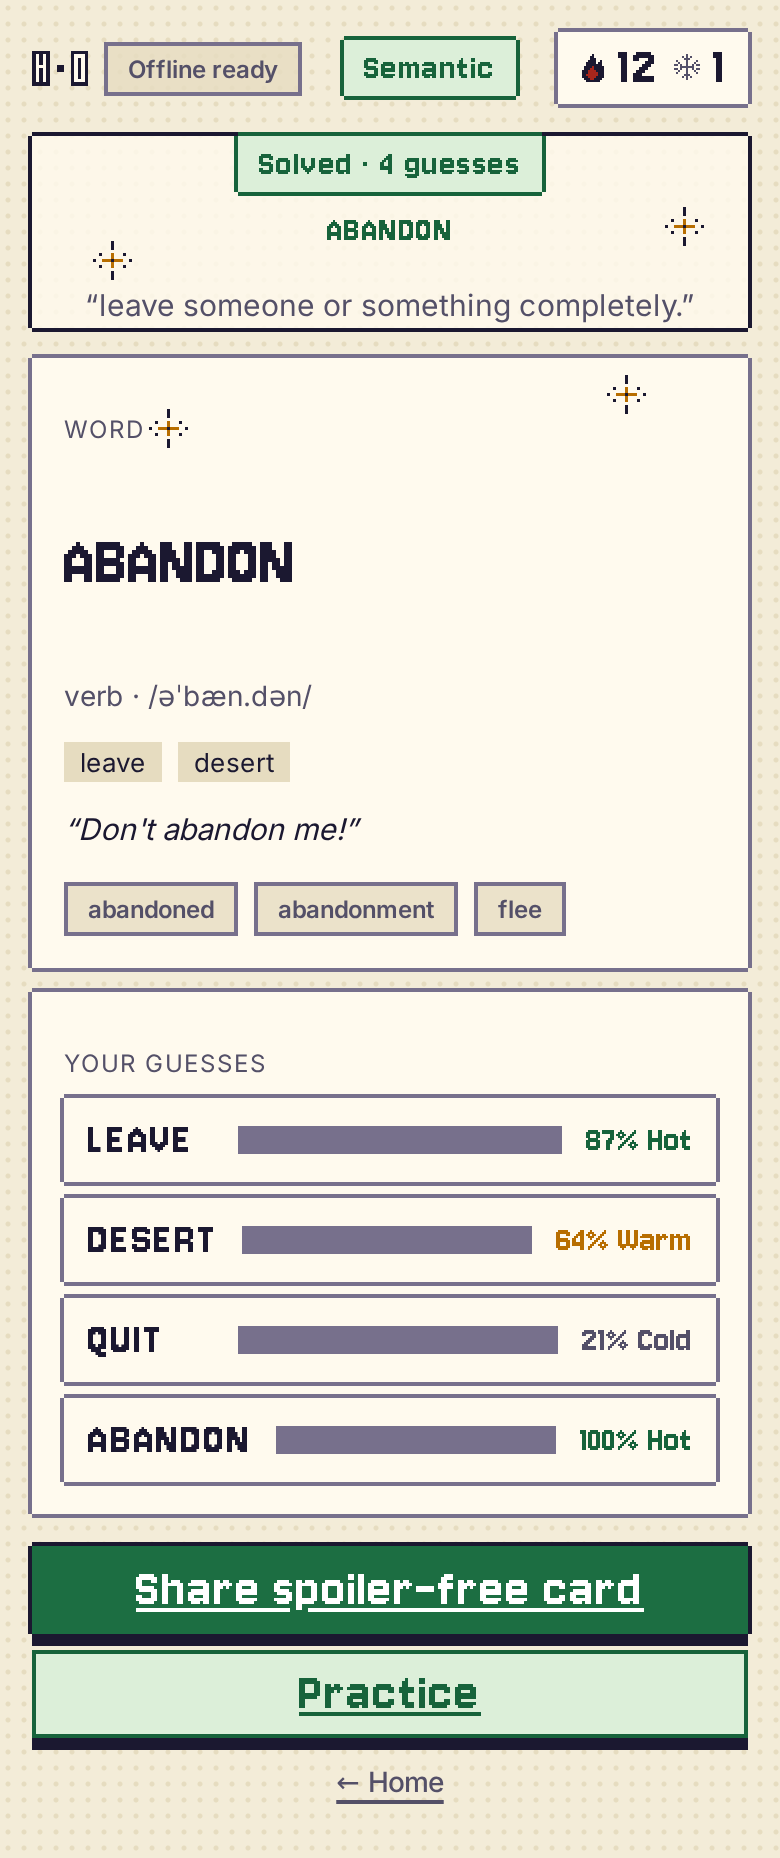 H·O
Offline ready
Semantic
12
1
Solved · 4 guesses
ABANDON
“leave someone or something completely.”
WORD
ABANDON
verb · /əˈbæn.dən/
leave desert
“Don't abandon me!”
abandoned abandonment flee
YOUR GUESSES
LEAVE 87% Hot
DESERT 64% Warm
QUIT 21% Cold
ABANDON 100% Hot
Share spoiler-free card
Practice
← Home